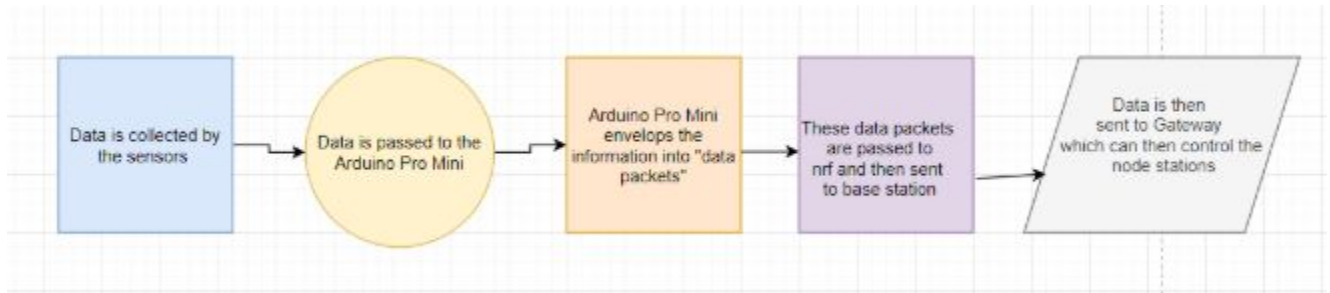 Data is collected by
the sensors
Data is passed to the
Arduino Pro Mini
Arduino Pro Mini
envelops the
information into "data
packets"
These data packets
are passed to
nrf and then sent
to base station
Data is then
sent to Gateway
which can then control the
node stations